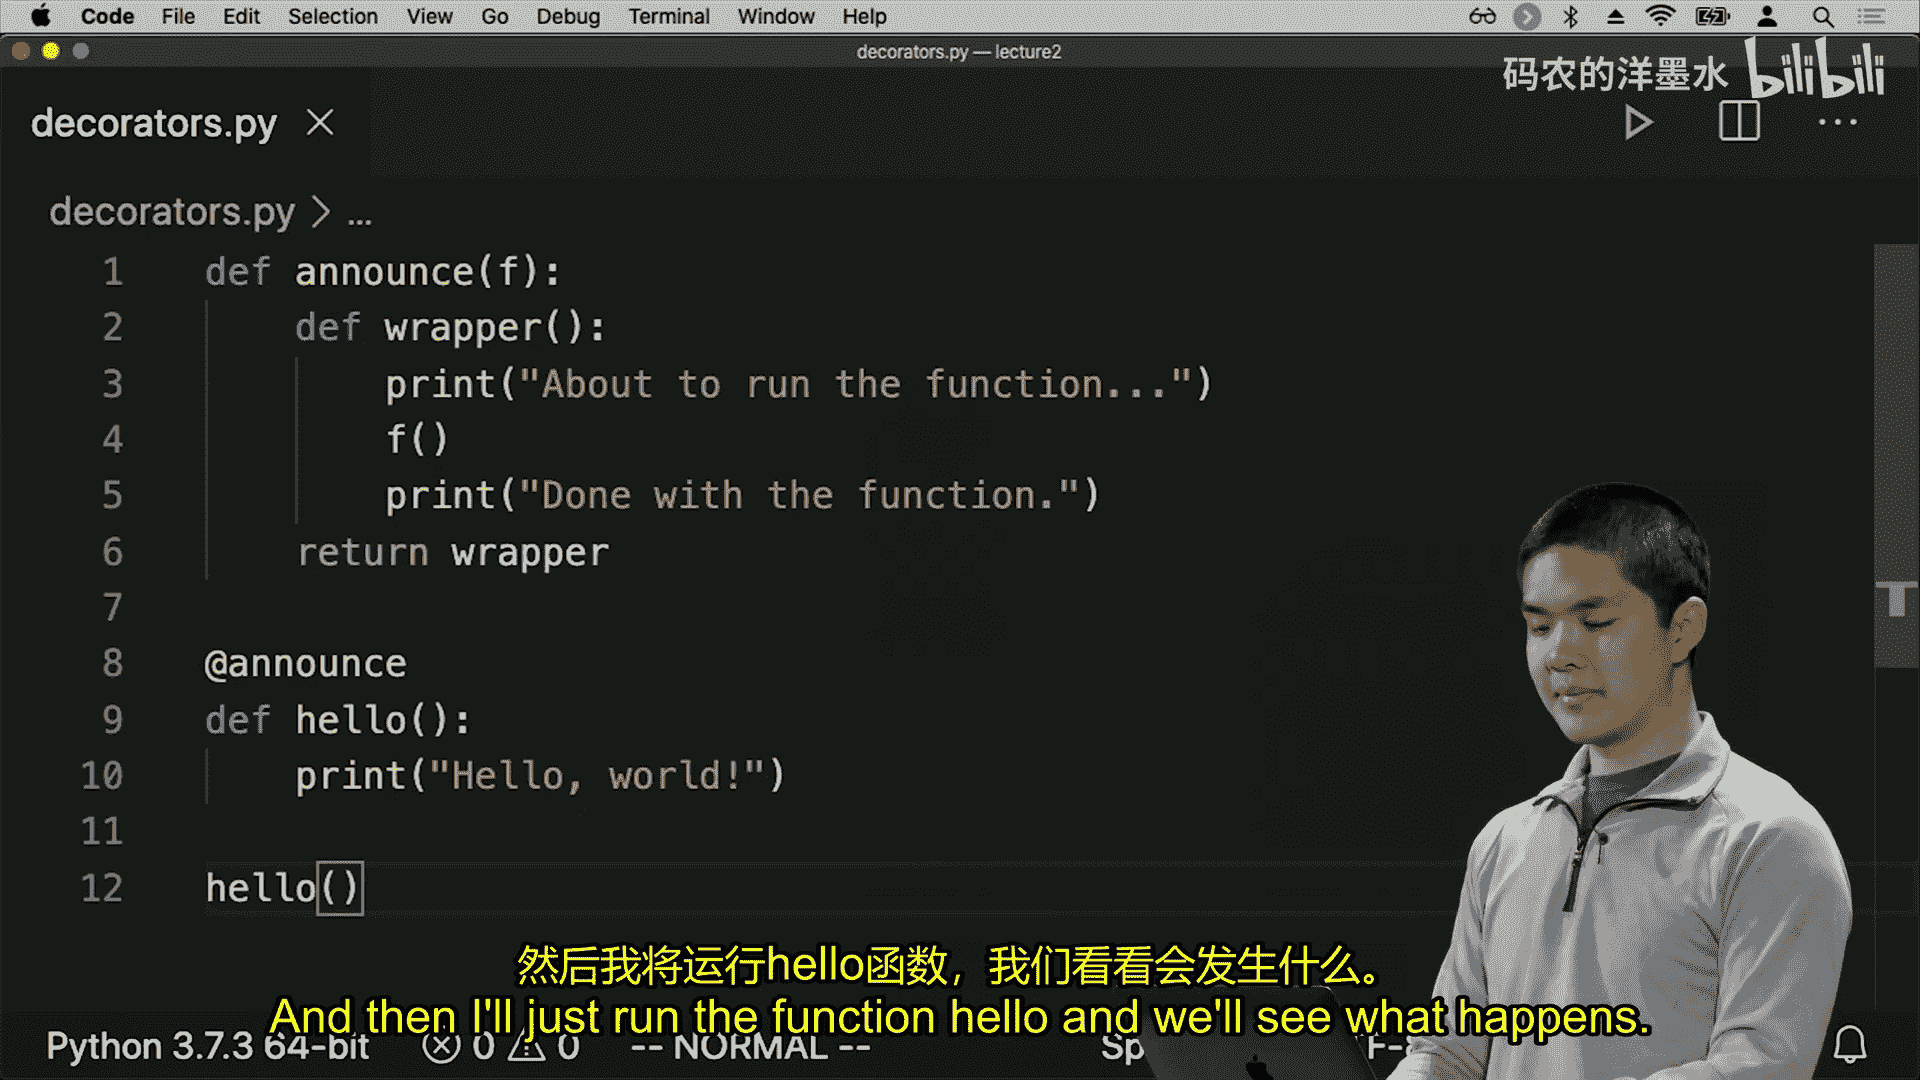 Code File Edit Selection View Go Debug Terminal Window Help
decorators.py — lecture2
码农的洋墨水 bilibili
decorators.py
decorators.py > ...
1 def announce(f):
2 def wrapper():
3 print("About to run the function...")
4 f()
5 print("Done with the function.")
6 return wrapper
7
8 @announce
9 def hello():
10 print("Hello, world!")
11
12 hello()
然后我将运行hello函数，我们看看会发生什么。
And then I'll just run the function hello and we'll see what happens.
Python 3.7.3 64-bit 0 0 -- NORMAL --